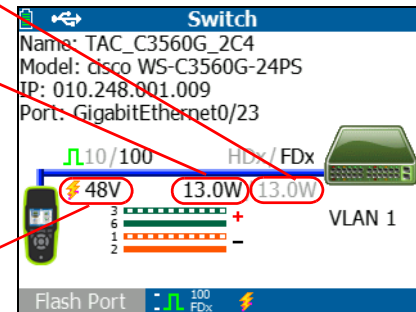 Switch
Name: TAC_C3560G_2C4
Model: cisco WS-C3560G-24PS
IP: 010.248.001.009
Port: GigabitEthernet0/23
10/100 HDx/FDx
48V 13.0W 13.0W
3
6 +
1 VLAN 1
2 −
Flash Port 100 FDx